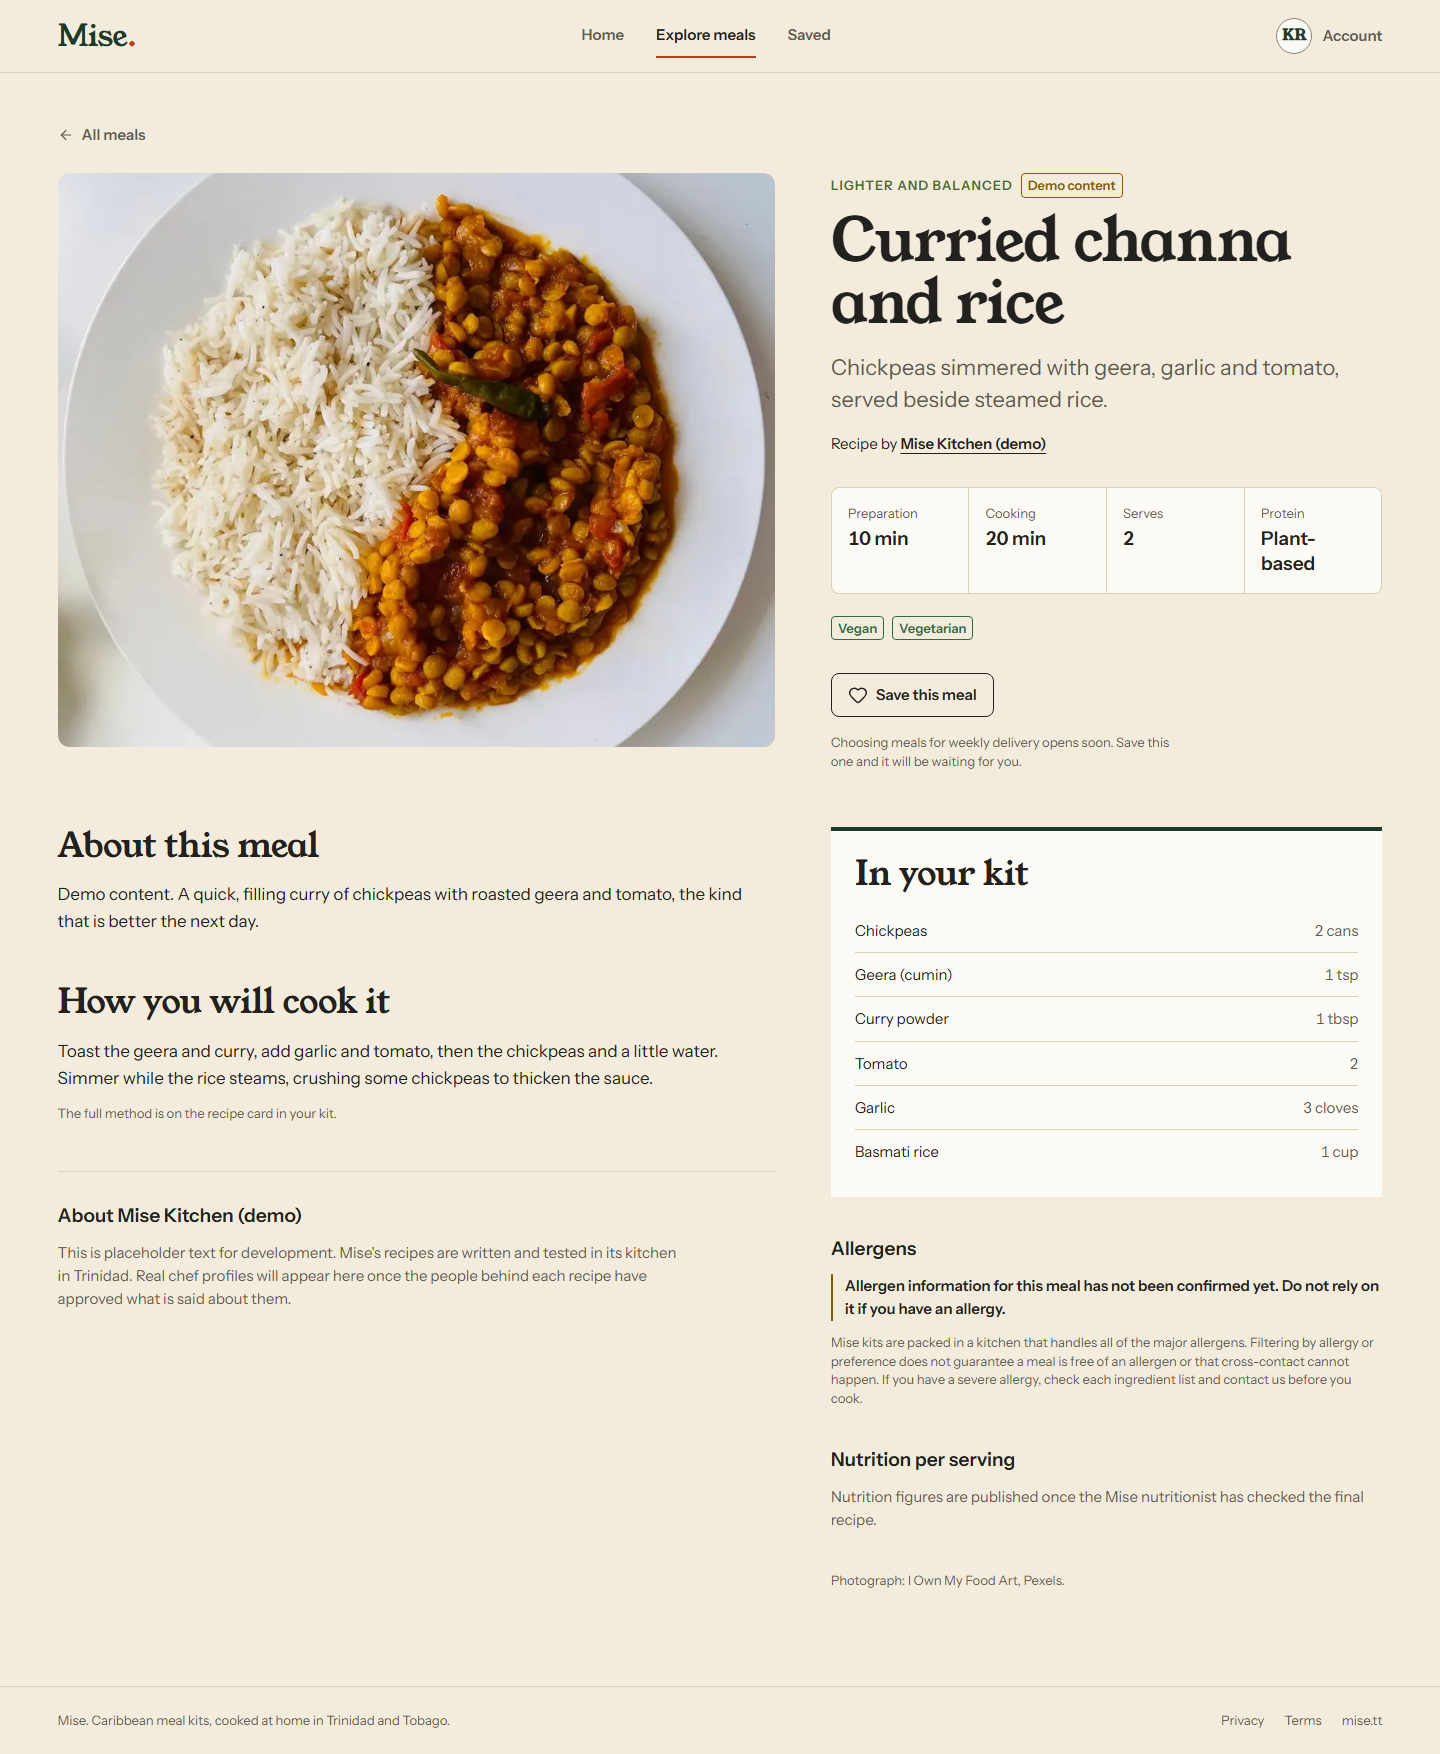 Mise.
Home
Explore meals
Saved
KR
Account
← All meals
LIGHTER AND BALANCED
Demo content
Curried channa
and rice
Chickpeas simmered with geera, garlic and tomato,
served beside steamed rice.
Recipe by Mise Kitchen (demo)
Preparation
10 min
Cooking
20 min
Serves
2
Protein
Plant-
based
Vegan
Vegetarian
Save this meal
Choosing meals for weekly delivery opens soon. Save this
one and it will be waiting for you.
About this meal
Demo content. A quick, filling curry of chickpeas with roasted geera and tomato, the kind
that is better the next day.
How you will cook it
Toast the geera and curry, add garlic and tomato, then the chickpeas and a little water.
Simmer while the rice steams, crushing some chickpeas to thicken the sauce.
The full method is on the recipe card in your kit.
About Mise Kitchen (demo)
This is placeholder text for development. Mise's recipes are written and tested in its kitchen
in Trinidad. Real chef profiles will appear here once the people behind each recipe have
approved what is said about them.
In your kit
Chickpeas 2 cans
Geera (cumin) 1 tsp
Curry powder 1 tbsp
Tomato 2
Garlic 3 cloves
Basmati rice 1 cup
Allergens
Allergen information for this meal has not been confirmed yet. Do not rely on
it if you have an allergy.
Mise kits are packed in a kitchen that handles all of the major allergens. Filtering by allergy or
preference does not guarantee a meal is free of an allergen or that cross-contact cannot
happen. If you have a severe allergy, check each ingredient list and contact us before you
cook.
Nutrition per serving
Nutrition figures are published once the Mise nutritionist has checked the final
recipe.
Photograph: I Own My Food Art, Pexels.
Mise. Caribbean meal kits, cooked at home in Trinidad and Tobago.
Privacy
Terms
mise.tt